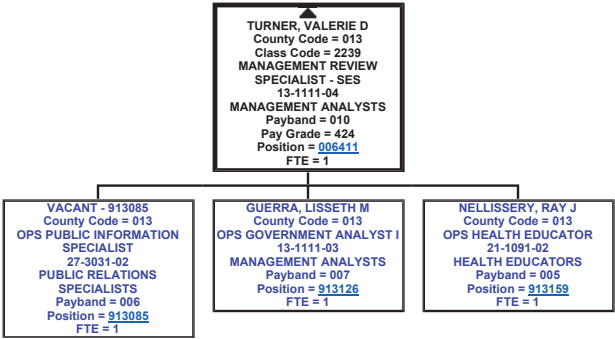 TURNER, VALERIE D
County Code = 013
Class Code = 2239
MANAGEMENT REVIEW
SPECIALIST - SES
13-1111-04
MANAGEMENT ANALYSTS
Payband = 010
Pay Grade = 424
Position = 006411
FTE = 1
VACANT - 913085
County Code = 013
OPS PUBLIC INFORMATION
SPECIALIST
27-3031-02
PUBLIC RELATIONS
SPECIALISTS
Payband = 006
Position = 913085
FTE = 1
GUERRA, LISSETH M
County Code = 013
OPS GOVERNMENT ANALYST I
13-1111-03
MANAGEMENT ANALYSTS
Payband = 007
Position = 913126
FTE = 1
NELLISSERY, RAY J
County Code = 013
OPS HEALTH EDUCATOR
21-1091-02
HEALTH EDUCATORS
Payband = 005
Position = 913159
FTE = 1